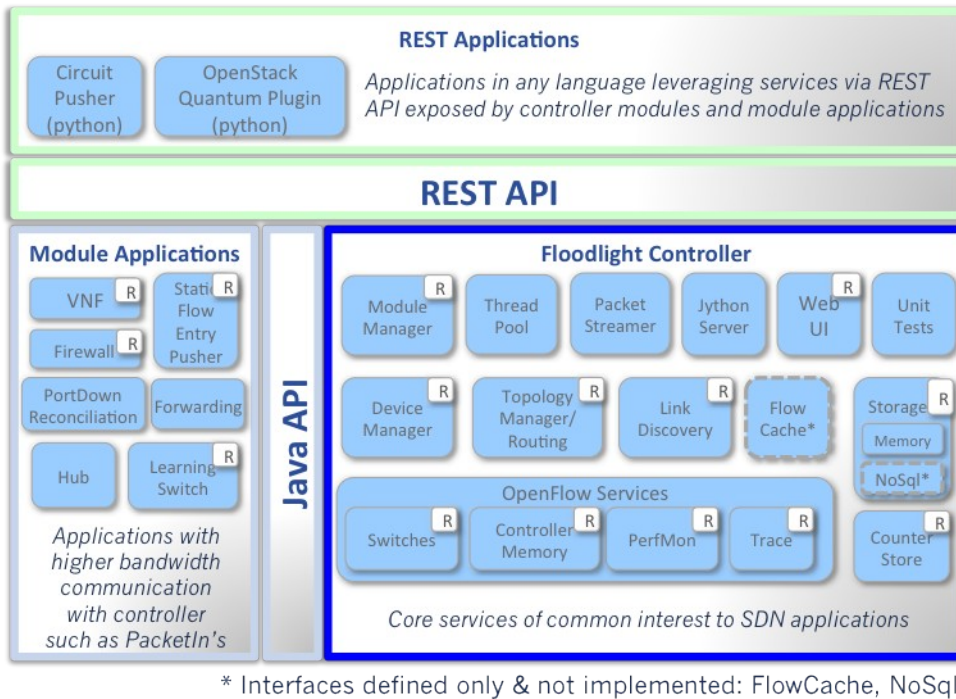 REST Applications
Circuit
Pusher
(python)
OpenStack
Quantum Plugin
(python)
Applications in any language leveraging services via REST
API exposed by controller modules and module applications
REST API
Module Applications
VNF
R
Static
Flow
Entry
Pusher
R
Firewall
R
PortDown
Reconciliation
Forwarding
Hub
Learning
Switch
R
Applications with
higher bandwidth
communication
with controller
such as PacketIn's
Java API
Floodlight Controller
Module
Manager
R
Thread
Pool
Packet
Streamer
Jython
Server
Web
UI
R
Unit
Tests
Device
Manager
R
Topology
Manager/
Routing
R
Link
Discovery
R
Flow
Cache*
Storage
R
Memory
NoSql*
OpenFlow Services
Switches
R
Controller
Memory
R
PerfMon
R
Trace
R
Counter
Store
R
Core services of common interest to SDN applications
* Interfaces defined only & not implemented: FlowCache, NoSql